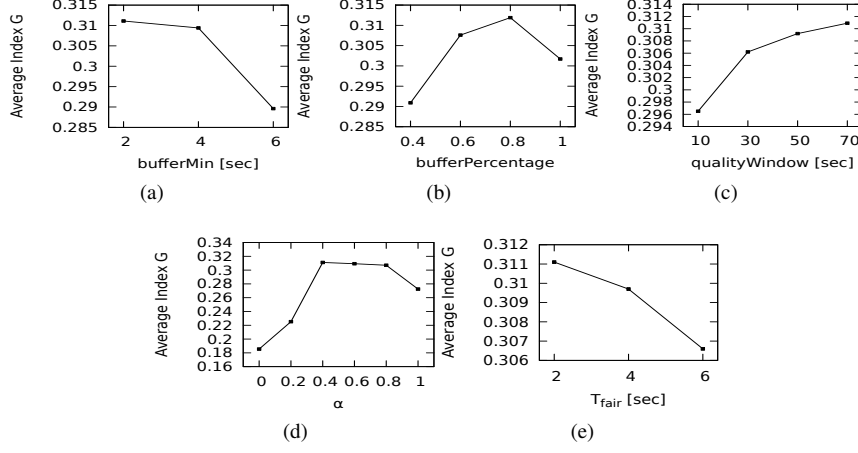 Average Index G
0.315
0.31
0.305
0.3
0.295
0.29
0.285
2 4 6
bufferMin [sec]
(a)
Average Index G
0.315
0.31
0.305
0.3
0.295
0.29
0.285
0.4 0.6 0.8 1
bufferPercentage
(b)
Average Index G
0.314
0.312
0.31
0.308
0.306
0.304
0.302
0.3
0.298
0.296
0.294
10 30 50 70
qualityWindow [sec]
(c)
Average Index G
0.34
0.32
0.3
0.28
0.26
0.24
0.22
0.2
0.18
0.16
0 0.2 0.4 0.6 0.8 1
α
(d)
Average Index G
0.312
0.311
0.31
0.309
0.308
0.307
0.306
2 4 6
T_fair [sec]
(e)